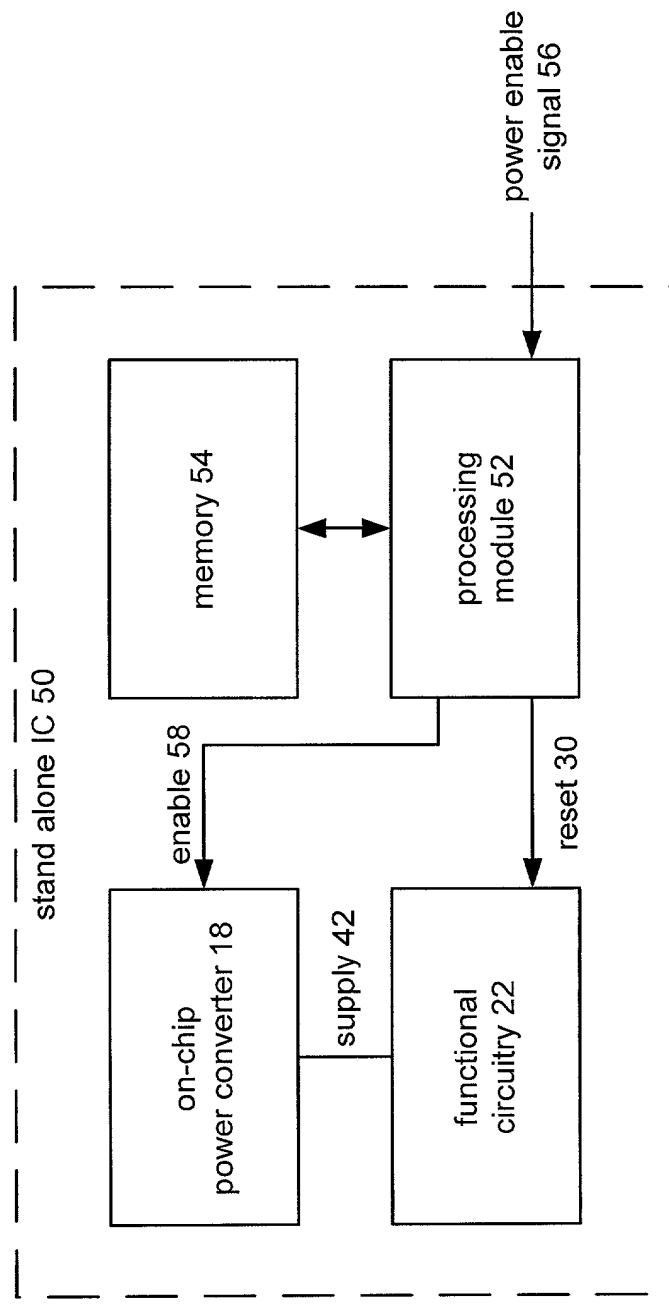 stand alone IC 50
on-chip
power converter 18
enable 58
memory 54
supply 42
functional
circuitry 22
reset 30
processing
module 52
power enable
signal 56